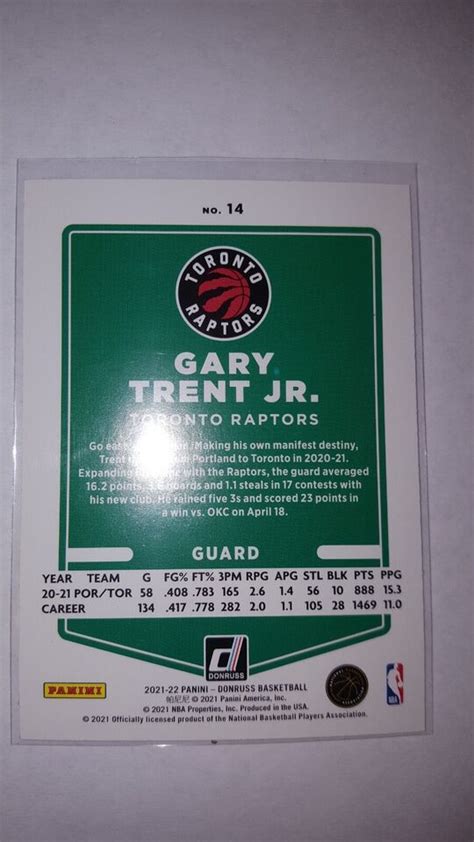 NO. 14
TORONTO
RAPTORS
GARY
TRENT JR.
TORONTO RAPTORS
Go making his own manifest destiny,
Trent Portland to Toronto in 2020-21.
Expanding with the Raptors, the guard averaged
16.2 points, and 1.1 steals in 17 contests with
his new club. He rained five 3s and scored 23 points in
a win vs. OKC on April 18.
GUARD
YEAR TEAM G FG% FT% 3PM RPG APG STL BLK PTS PPG
20-21 POR/TOR 58 .408 .783 165 2.6 1.4 56 10 888 15.3
CAREER 134 .417 .778 282 2.0 1.1 105 28 1469 11.0
DONRUSS
PANINI
2021-22 PANINI – DONRUSS BASKETBALL
帕尼尼 © 2021 Panini America, Inc.
© 2021 NBA Properties, Inc. Produced in the USA.
© 2021 Officially licensed product of the National Basketball Players Association.
NBA